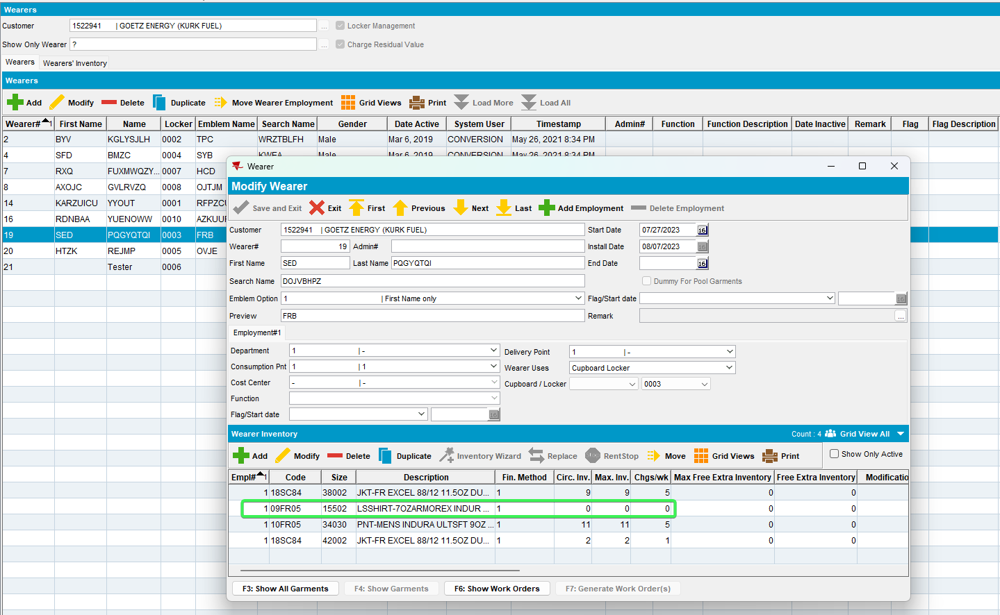 Wearers
Customer 1522941 | GOETZ ENERGY (KURK FUEL) ... Locker Management
Show Only Wearer ? ... Charge Residual Value
Wearers Wearers' Inventory
Wearers
Add Modify Delete Duplicate Move Wearer Employment Grid Views Print Load More Load All
Wearer# 1 First Name Name Locker Emblem Name Search Name Gender Date Active System User Timestamp Admin# Function Function Description Date Inactive Remark Flag Flag Description
2 BYV KGLYSJLH 0002 TPC WRZTBLFH Male Mar 6, 2019 CONVERSION May 26, 2021 8:34 PM
4 SFD BMZC 0004 SYB KWEA Male Mar 6, 2019 CONVERSION May 26, 2021 8:34 PM
7 RXQ FUXMWQZY... 0007 HCD
8 AXOJC GVLRVZQ 0008 OJTJM
14 KARZUICU YYOUT 0001 RFPZCU
16 RDNBAA YUENOWW 0010 AZKUUF
19 SED PQGYQTQI 0003 FRB
20 HTZK REJMP 0005 OVJE
21 Tester 0006
Wearer
Modify Wearer
Save and Exit Exit First Previous Next Last Add Employment Delete Employment
Customer 1522941 | GOETZ ENERGY (KURK FUEL) Start Date 07/27/2023 16
Wearer# 19 Admin# Install Date 08/07/2023 16
First Name SED Last Name PQGYQTQI End Date 16
Search Name DOJVBHPZ Dummy For Pool Garments
Emblem Option 1 | First Name only Flag/Start date 16
Preview FRB Remark ...
Employment#1
Department 1 | - Delivery Point 1 | -
Consumption Pnt 1 | 1 Wearer Uses Cupboard Locker
Cost Center - | - Cupboard / Locker 0003
Function
Flag/Start date 16
Wearer Inventory Count : 4 Grid View All
Add Modify Delete Duplicate Inventory Wizard Replace RentStop Move Grid Views Print Show Only Active
Empl# 1 Code Size Description Fin. Method Circ. Inv. Max. Inv. Chgs/wk Max Free Extra Inventory Free Extra Inventory Modificatio
1 18SC84 38002 JKT-FR EXCEL 88/12 11.5OZ DU... 1 9 9 5 0 0
1 09FR05 15502 LSSHIRT-7OZARMOREX INDUR ... 1 0 0 0 0 0
1 10FR05 34030 PNT-MENS INDURA ULTSFT 9OZ ... 1 11 11 5 0 0
1 18SC84 42002 JKT-FR EXCEL 88/12 11.5OZ DU... 1 2 2 1 0 0
F3: Show All Garments F4: Show Garments F6: Show Work Orders F7: Generate Work Order(s)